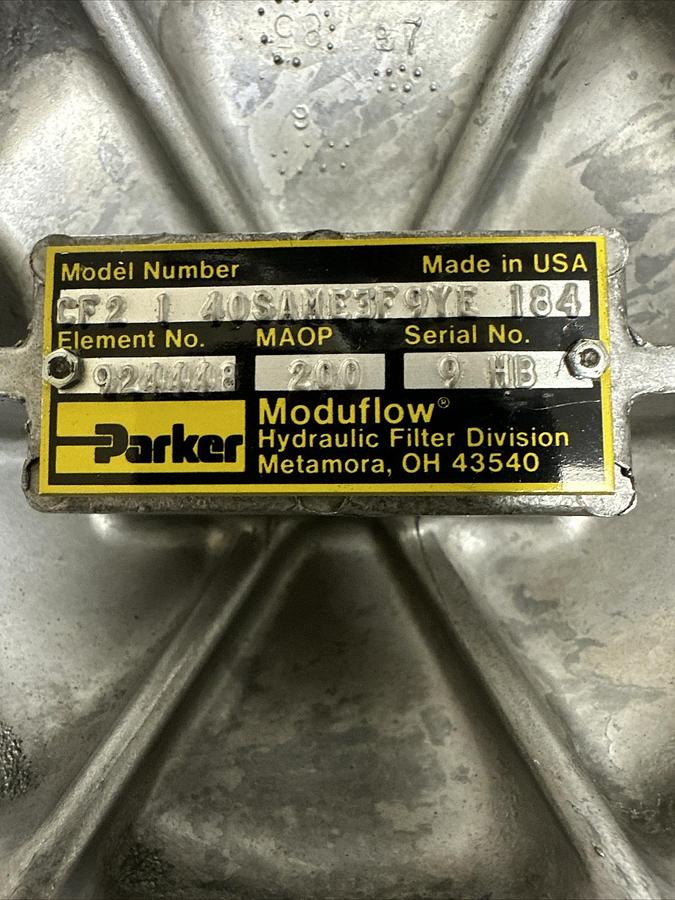 Model Number Made in USA
CF2 1 40SAME3F9YE 184
Element No. MAOP Serial No.
924448 200 9 HB
Parker
Moduflow®
Hydraulic Filter Division
Metamora, OH 43540